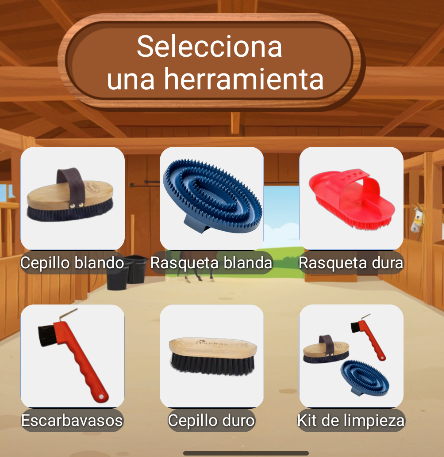 Selecciona
una herramienta
Cepillo blando
Rasqueta blanda
Rasqueta dura
Escarbavasos
Cepillo duro
Kit de limpieza